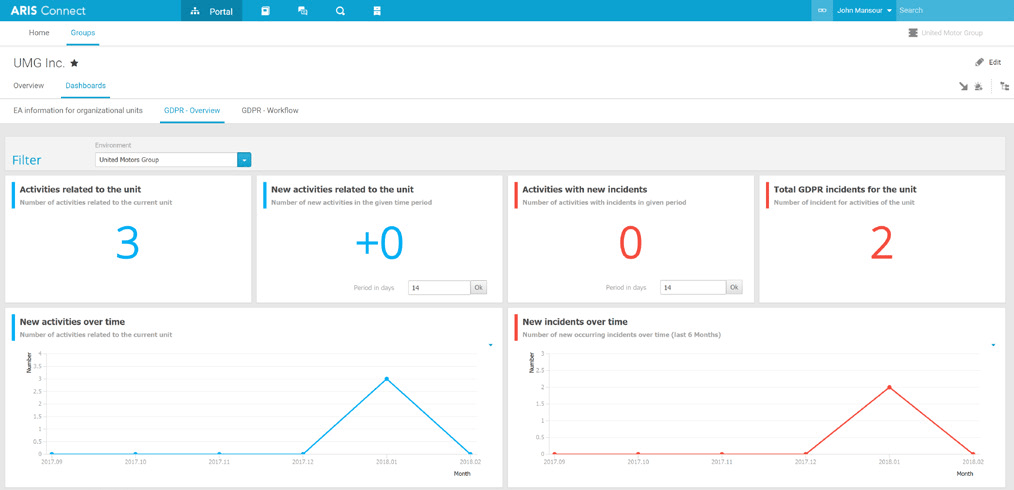 ARIS Connect Portal John Mansour Search
Home Groups United Motor Group
UMG Inc. Edit
Overview Dashboards
EA information for organizational units GDPR - Overview GDPR - Workflow
Environment
Filter United Motors Group
Activities related to the unit New activities related to the unit Activities with new incidents Total GDPR incidents for the unit
Number of activities related to the current unit Number of new activities in the given time period Number of activities with incidents in given period Number of incident for activities of the unit
3 +0 0 2
Period in days 14 Ok Period in days 14 Ok
New activities over time New incidents over time
Number of activities related to the current unit Number of new occurring incidents over time (last 6 Months)
Number
4
3.5
3
2.5
2
1.5
1
0.5
0
2017.09 2017.10 2017.11 2017.12 2018.01 2018.02
Month
Number
3
2.5
2
1.5
1
0.5
0
2017.09 2017.10 2017.11 2017.12 2018.01 2018.02
Month